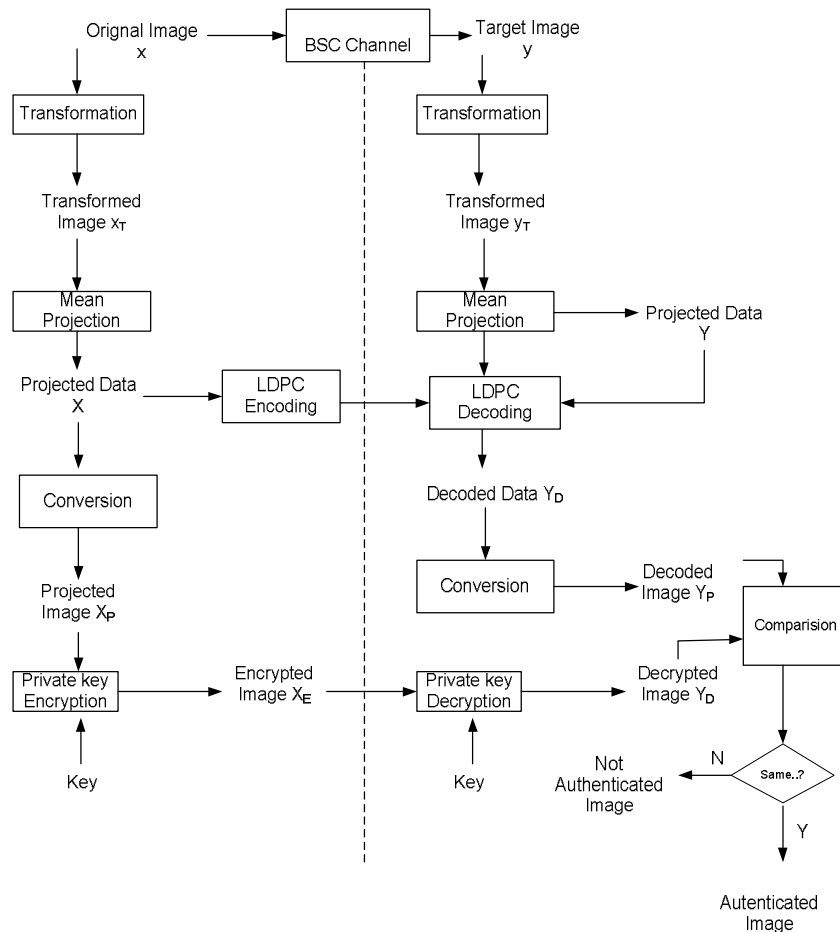 Orignal Image
x
BSC Channel
Target Image
y
Transformation
Transformation
Transformed
Image xT
Transformed
Image yT
Mean
Projection
Mean
Projection
Projected Data
Y
Projected Data
X
LDPC
Encoding
LDPC
Decoding
Conversion
Decoded Data YD
Projected
Image XP
Conversion
Decoded
Image YP
Comparision
Private key
Encryption
Encrypted
Image XE
Private key
Decryption
Decrypted
Image YD
Key
Key
Not
Authenticated
Image
N
Same..?
Y
Autenticated
Image